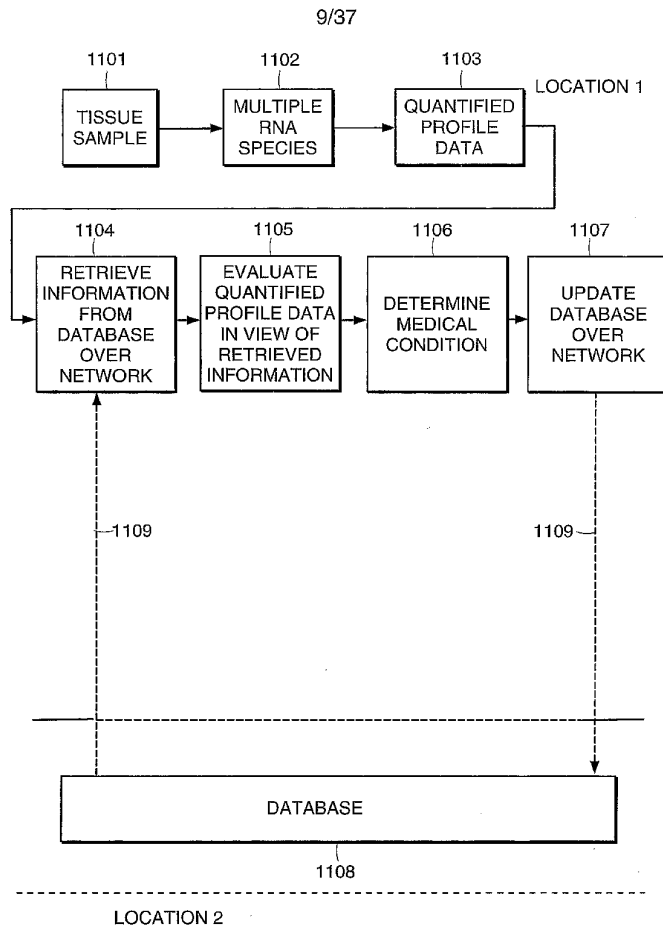 9/37
1101
1102
1103
LOCATION 1
TISSUE
SAMPLE
MULTIPLE
RNA
SPECIES
QUANTIFIED
PROFILE
DATA
1104
1105
1106
1107
RETRIEVE
INFORMATION
FROM
DATABASE
OVER
NETWORK
EVALUATE
QUANTIFIED
PROFILE DATA
IN VIEW OF
RETRIEVED
INFORMATION
DETERMINE
MEDICAL
CONDITION
UPDATE
DATABASE
OVER
NETWORK
1109
1109
DATABASE
1108
LOCATION 2